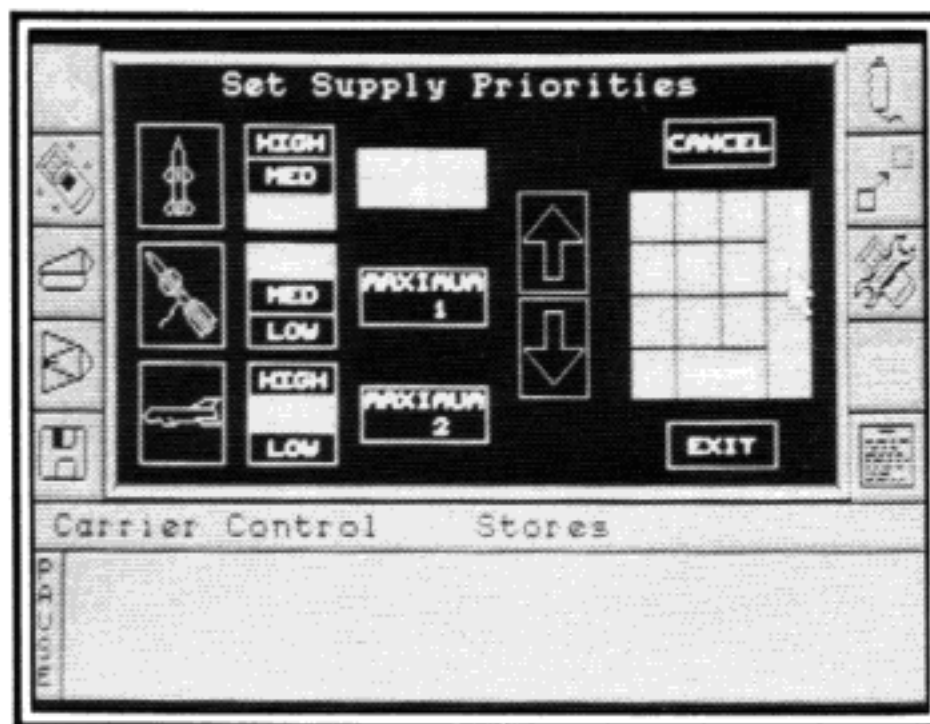 Set Supply Priorities
HIGH
MED
CANCEL
MED
LOW
MAXIMUM
1
HIGH
LOW
MAXIMUM
2
EXIT
Carrier Control Stores